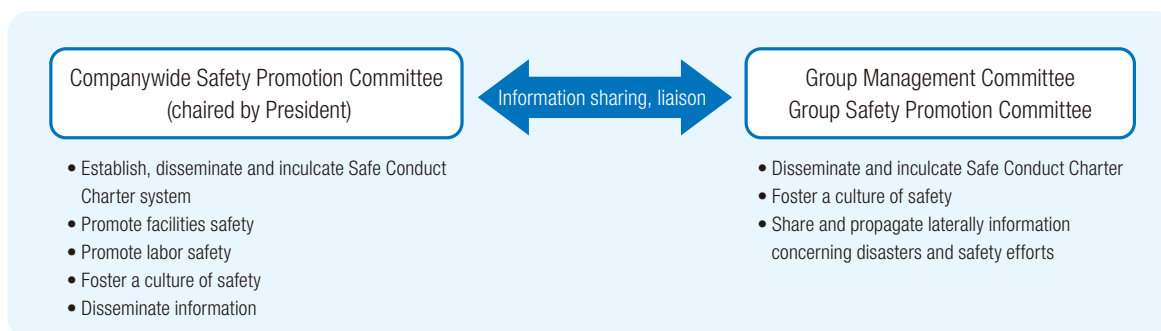 Companywide Safety Promotion Committee
(chaired by President)
Information sharing, liaison
Group Management Committee
Group Safety Promotion Committee
• Establish, disseminate and inculcate Safe Conduct
Charter system
• Promote facilities safety
• Promote labor safety
• Foster a culture of safety
• Disseminate information
• Disseminate and inculcate Safe Conduct Charter
• Foster a culture of safety
• Share and propagate laterally information
concerning disasters and safety efforts